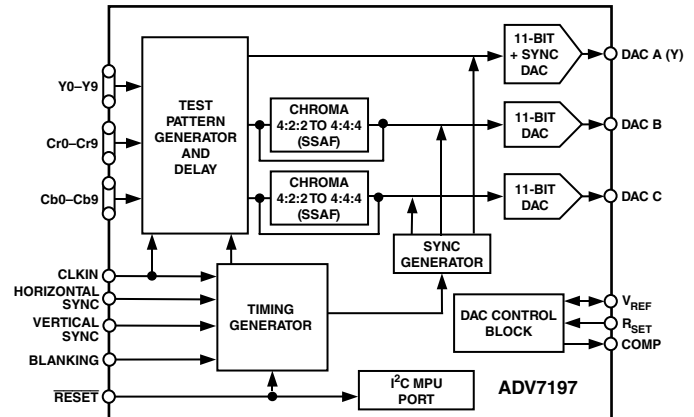 Y0–Y9
Cr0–Cr9
Cb0–Cb9
CLKIN
HORIZONTAL
SYNC
VERTICAL
SYNC
BLANKING
RESET
TEST
PATTERN
GENERATOR
AND
DELAY
CHROMA
4:2:2 TO 4:4:4
(SSAF)
CHROMA
4:2:2 TO 4:4:4
(SSAF)
TIMING
GENERATOR
SYNC
GENERATOR
I2C MPU
PORT
11-BIT
+ SYNC
DAC
11-BIT
DAC
11-BIT
DAC
DAC CONTROL
BLOCK
ADV7197
DAC A (Y)
DAC B
DAC C
VREF
RSET
COMP